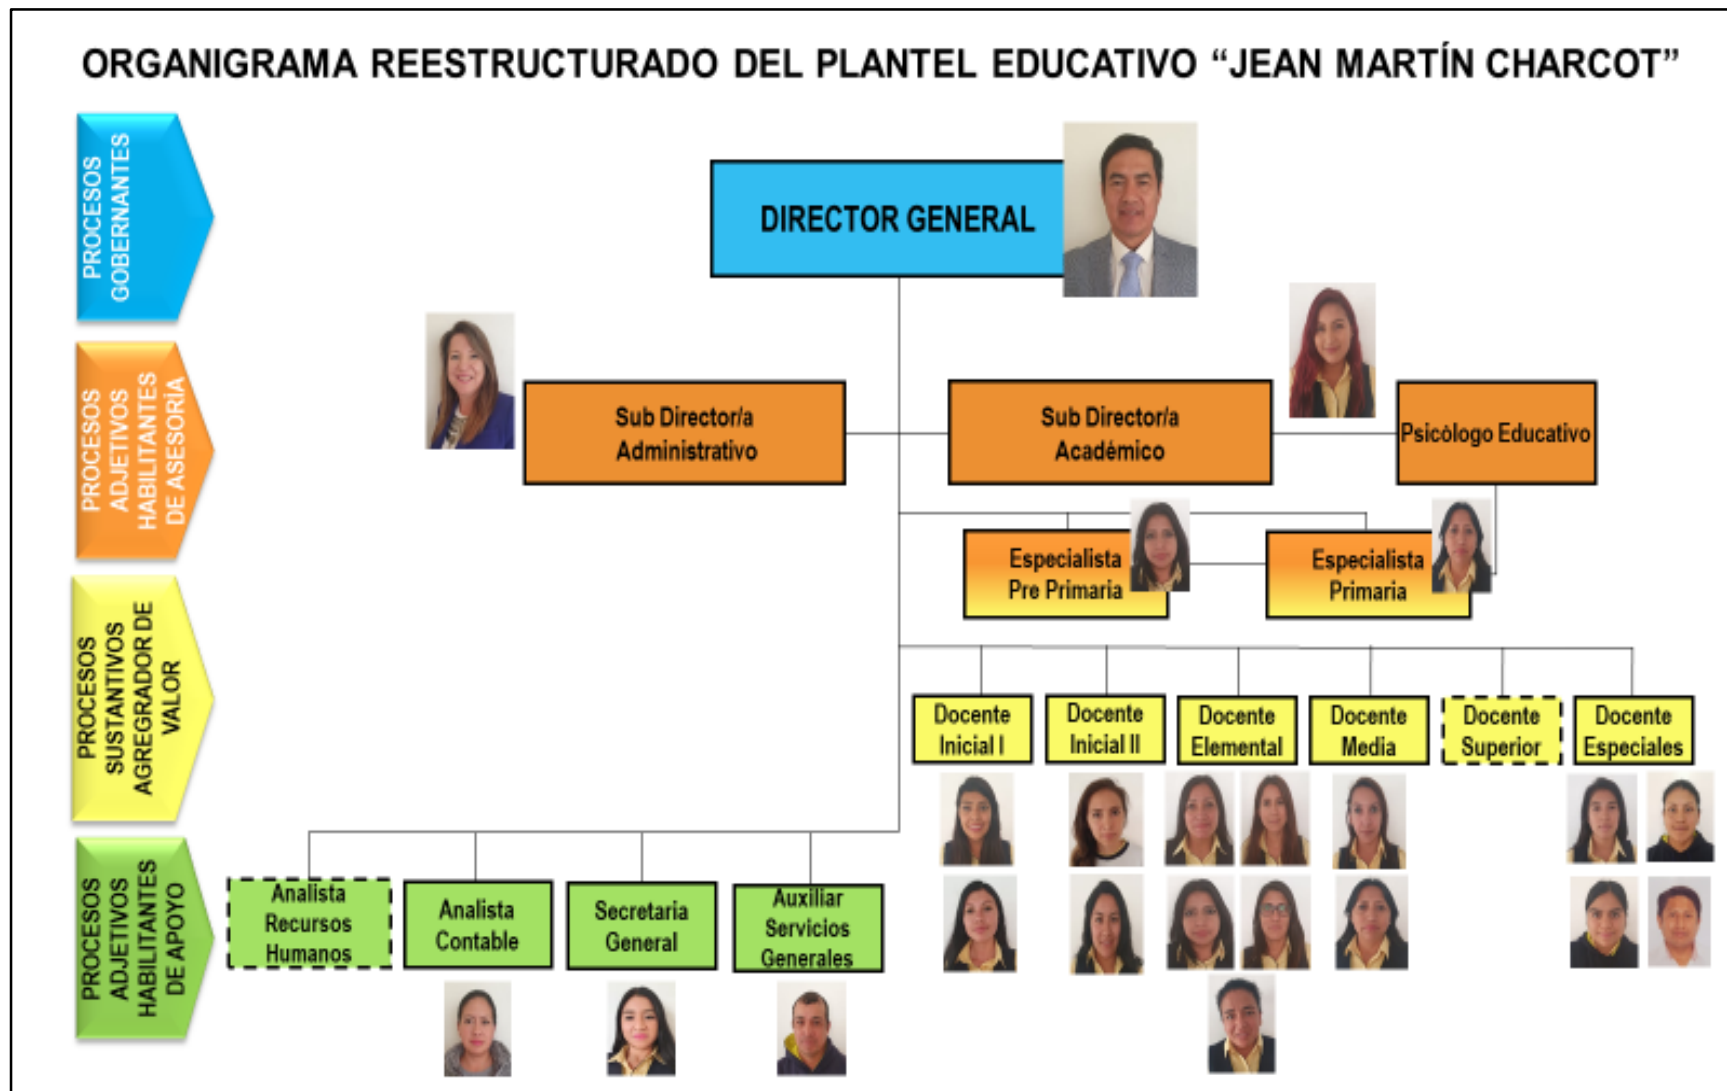 ORGANIGRAMA REESTRUCTURADO DEL PLANTEL EDUCATIVO “JEAN MARTÍN CHARCOT”
PROCESOS
GOBERNANTES
DIRECTOR GENERAL
PROCESOS
ADJETIVOS
HABILITANTES
DE ASESORÍA
Sub Director/a
Administrativo
Sub Director/a
Académico
Psicólogo Educativo
Especialista
Pre Primaria
Especialista
Primaria
PROCESOS
SUSTANTIVOS
AGREGRADOR DE
VALOR
Docente
Inicial I
Docente
Inicial II
Docente
Elemental
Docente
Media
Docente
Superior
Docente
Especiales
PROCESOS
ADJETIVOS
HABILITANTES
DE APOYO
Analista
Recursos
Humanos
Analista
Contable
Secretaria
General
Auxiliar
Servicios
Generales